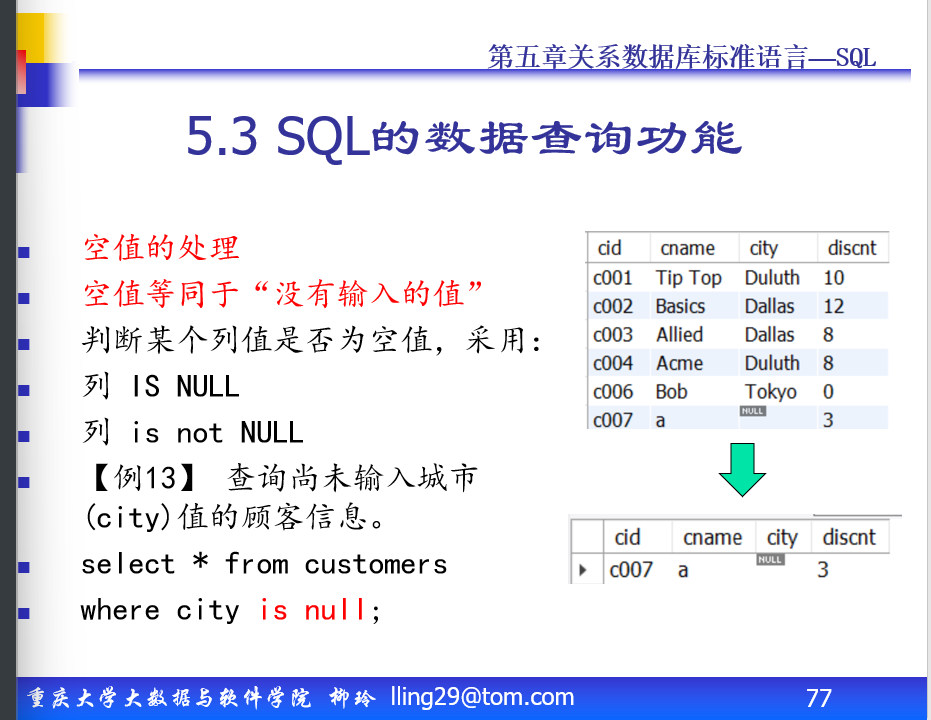 第五章关系数据库标准语言—SQL
5.3 SQL的数据查询功能
空值的处理
空值等同于“没有输入的值”
判断某个列值是否为空值，采用：
列 IS NULL
列 is not NULL
【例13】 查询尚未输入城市
(city)值的顾客信息。
select * from customers
where city is null;
cid cname city discnt
c001 Tip Top Duluth 10
c002 Basics Dallas 12
c003 Allied Dallas 8
c004 Acme Duluth 8
c006 Bob Tokyo 0
c007 a NULL 3
cid cname city discnt
c007 a NULL 3
重庆大学大数据与软件学院 柳玲 lling29@tom.com 77